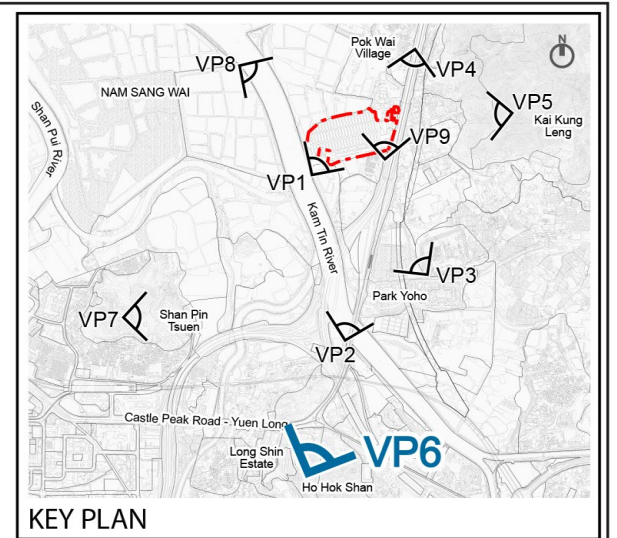 N
Pok Wai
Village
VP8
VP4
NAM SANG WAI
VP5
Kai Kung
Leng
Shan Pui River
VP9
VP1
Kam Tin River
VP3
Park Yoho
VP7
Shan Pin
Tsuen
VP2
Castle Peak Road - Yuen Long
VP6
Long Shin
Estate
Ho Hok Shan
KEY PLAN